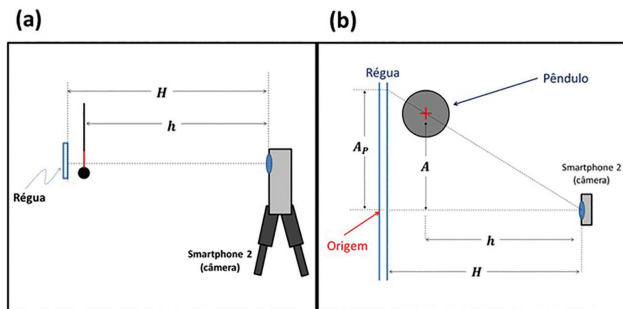 (a)
H
h
Régua
Smartphone 2
(câmera)
(b)
Régua
Pêndulo
A_P
A
Smartphone 2
(câmera)
Origem
h
H